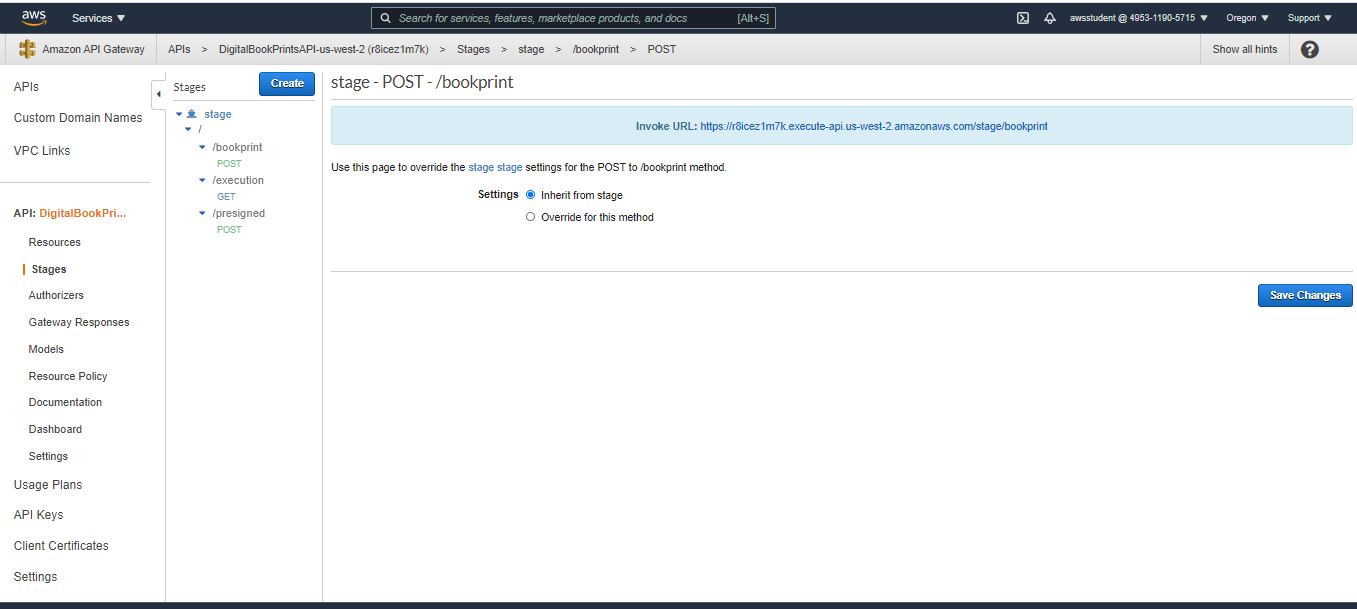 aws Services Search for services, features, marketplace products, and docs [Alt+S] awsstudent @ 4953-1190-5715 Oregon Support
Amazon API Gateway APIs > DigitalBookPrintsAPI-us-west-2 (r8icez1m7k) > Stages > stage > /bookprint > POST Show all hints ?
APIs
Custom Domain Names
VPC Links
API: DigitalBookPri...
Resources
Stages
Authorizers
Gateway Responses
Models
Resource Policy
Documentation
Dashboard
Settings
Usage Plans
API Keys
Client Certificates
Settings
Stages Create
stage
/
/bookprint
POST
/execution
GET
/presigned
POST
stage - POST - /bookprint
Invoke URL: https://r8icez1m7k.execute-api.us-west-2.amazonaws.com/stage/bookprint
Use this page to override the stage stage settings for the POST to /bookprint method.
Settings Inherit from stage
Override for this method
Save Changes